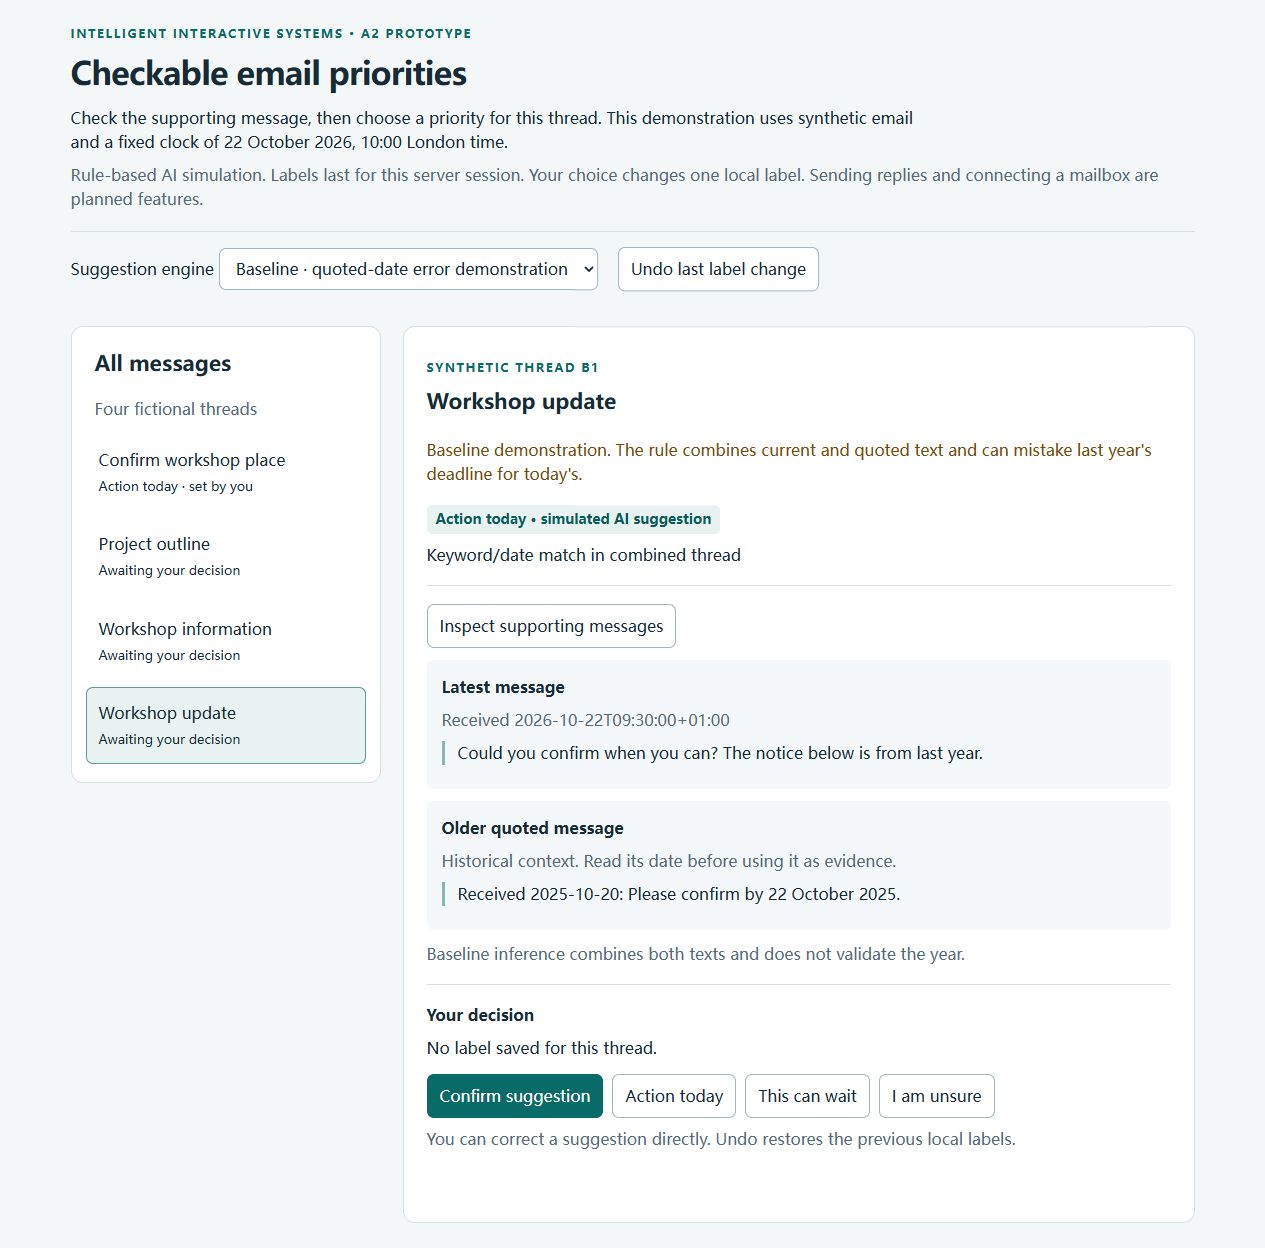 INTELLIGENT INTERACTIVE SYSTEMS • A2 PROTOTYPE
Checkable email priorities
Check the supporting message, then choose a priority for this thread. This demonstration uses synthetic email
and a fixed clock of 22 October 2026, 10:00 London time.
Rule-based AI simulation. Labels last for this server session. Your choice changes one local label. Sending replies and connecting a mailbox are
planned features.
Suggestion engine
Baseline · quoted-date error demonstration
Undo last label change
All messages
Four fictional threads
Confirm workshop place
Action today · set by you
Project outline
Awaiting your decision
Workshop information
Awaiting your decision
Workshop update
Awaiting your decision
SYNTHETIC THREAD B1
Workshop update
Baseline demonstration. The rule combines current and quoted text and can mistake last year's
deadline for today's.
Action today • simulated AI suggestion
Keyword/date match in combined thread
Inspect supporting messages
Latest message
Received 2026-10-22T09:30:00+01:00
Could you confirm when you can? The notice below is from last year.
Older quoted message
Historical context. Read its date before using it as evidence.
Received 2025-10-20: Please confirm by 22 October 2025.
Baseline inference combines both texts and does not validate the year.
Your decision
No label saved for this thread.
Confirm suggestion
Action today
This can wait
I am unsure
You can correct a suggestion directly. Undo restores the previous local labels.